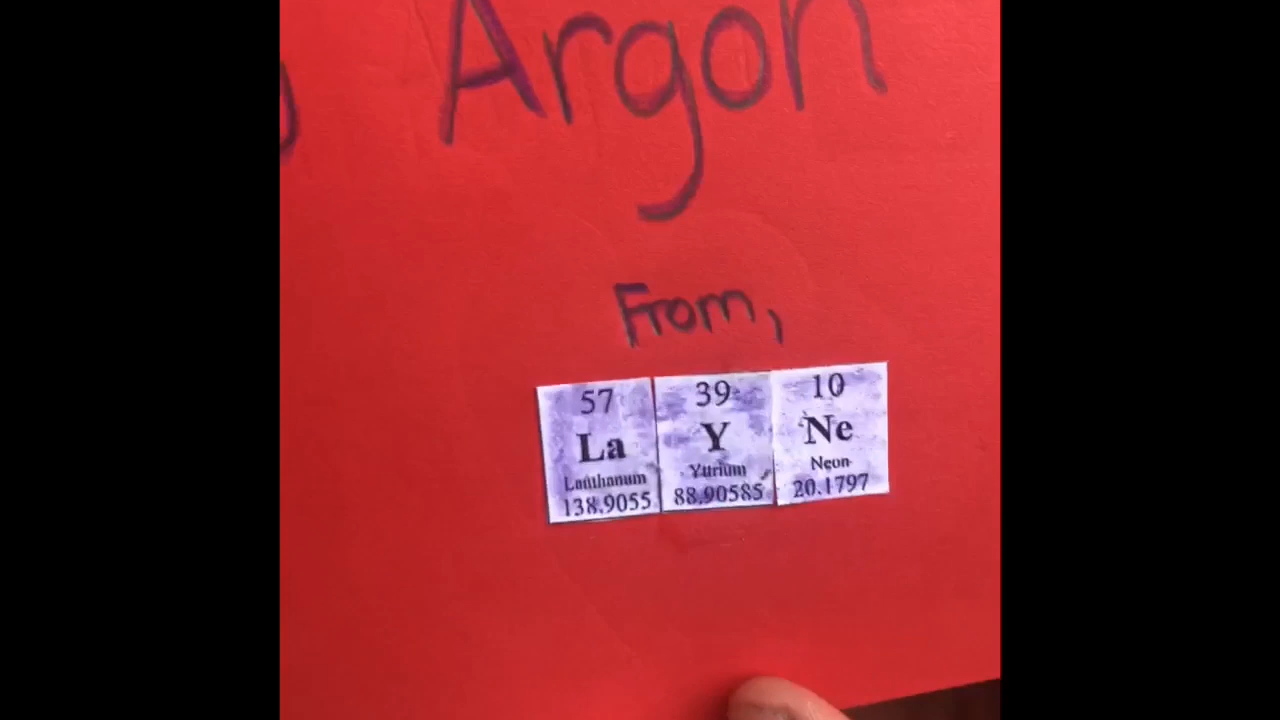 Argon
From,
57 39 10
La Y Ne
Lanthanum Yttrium Neon
138.9055 88.90585 20.1797